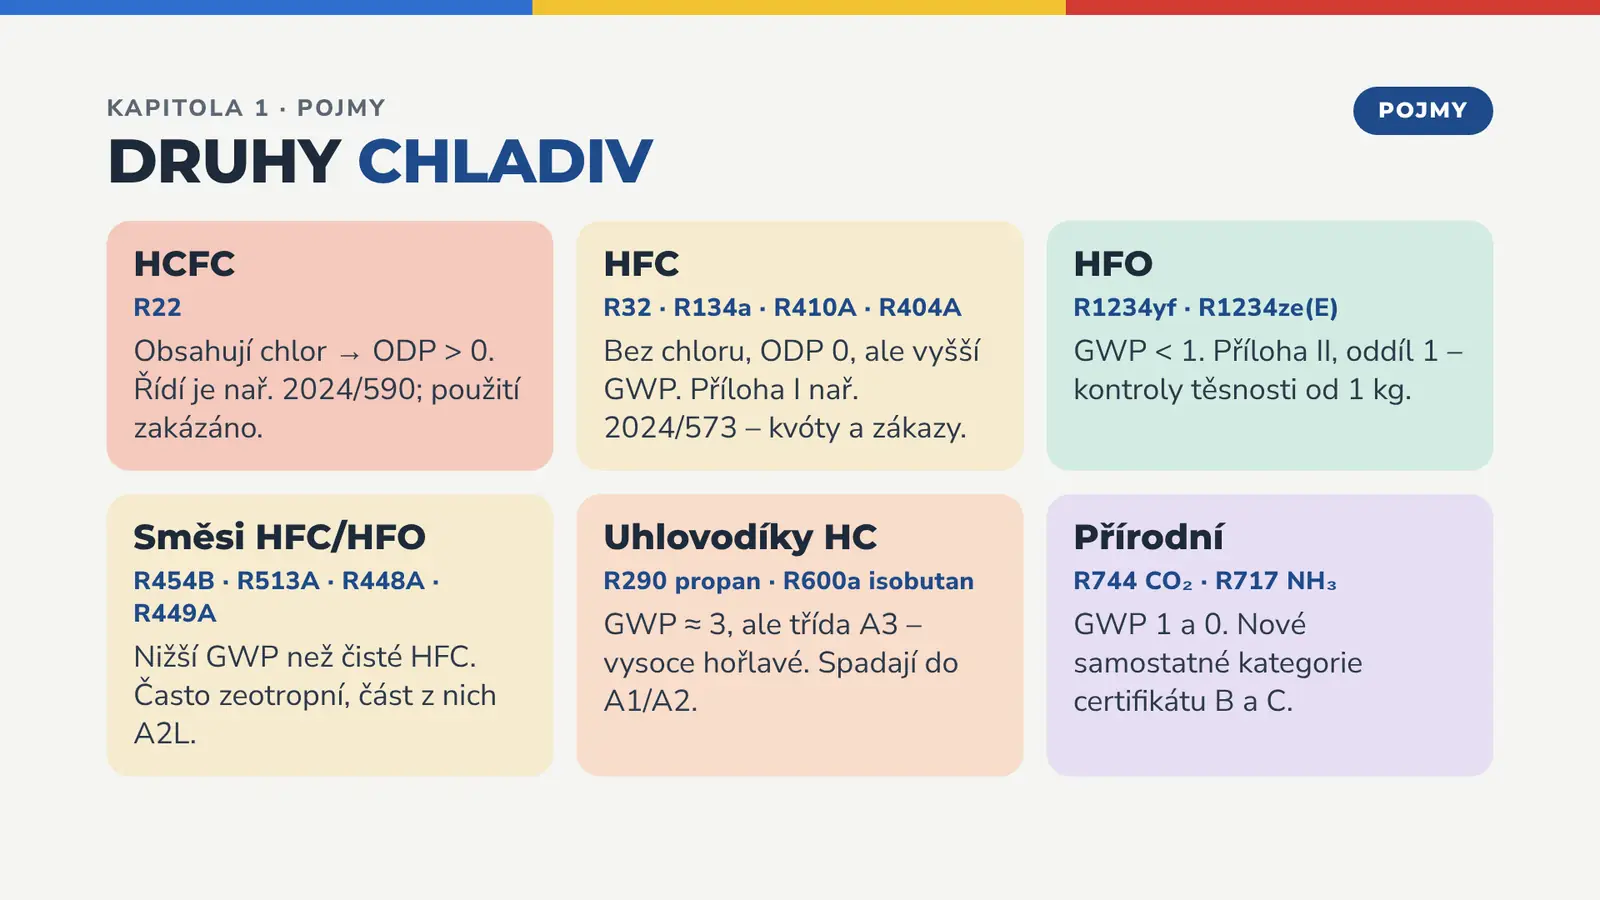 KAPITOLA 1 · POJMY
POJMY
DRUHY CHLADIV
HCFC
R22
Obsahují chlor → ODP > 0.
Řídí je nař. 2024/590; použití
zakázáno.
HFC
R32 · R134a · R410A · R404A
Bez chloru, ODP 0, ale vyšší
GWP. Příloha I nař.
2024/573 – kvóty a zákazy.
HFO
R1234yf · R1234ze(E)
GWP < 1. Příloha II, oddíl 1 –
kontroly těsnosti od 1 kg.
Směsi HFC/HFO
R454B · R513A · R448A ·
R449A
Nižší GWP než čisté HFC.
Často zeotropní, část z nich
A2L.
Uhlovodíky HC
R290 propan · R600a isobutan
GWP ≈ 3, ale třída A3 –
vysoce hořlavé. Spadají do
A1/A2.
Přírodní
R744 CO₂ · R717 NH₃
GWP 1 a 0. Nové
samostatné kategorie
certifikátu B a C.